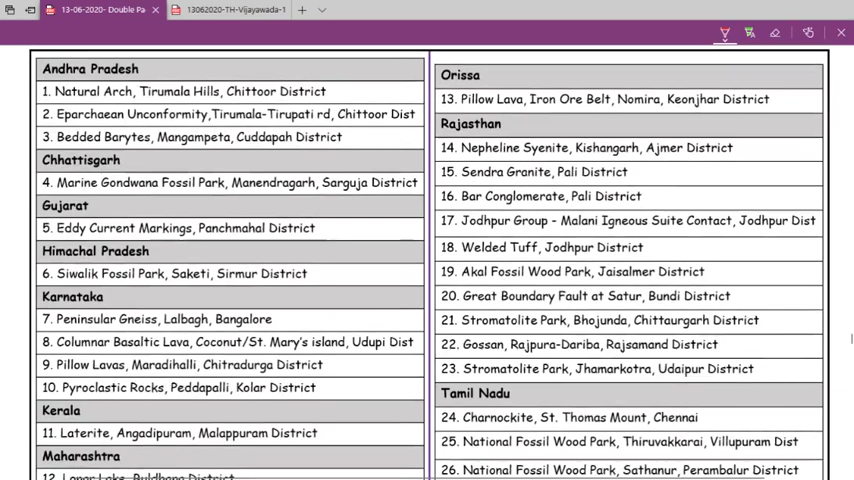 13-06-2020- Double Pa
13062020-TH-Vijayawada-1
Andhra Pradesh
1. Natural Arch, Tirumala Hills, Chittoor District
2. Eparchaean Unconformity,Tirumala-Tirupati rd, Chittoor Dist
3. Bedded Barytes, Mangampeta, Cuddapah District
Chhattisgarh
4. Marine Gondwana Fossil Park, Manendragarh, Sarguja District
Gujarat
5. Eddy Current Markings, Panchmahal District
Himachal Pradesh
6. Siwalik Fossil Park, Saketi, Sirmur District
Karnataka
7. Peninsular Gneiss, Lalbagh, Bangalore
8. Columnar Basaltic Lava, Coconut/St. Mary's island, Udupi Dist
9. Pillow Lavas, Maradihalli, Chitradurga District
10. Pyroclastic Rocks, Peddapalli, Kolar District
Kerala
11. Laterite, Angadipuram, Malappuram District
Maharashtra
12. Lonar Lake, Buldhana District
Orissa
13. Pillow Lava, Iron Ore Belt, Nomira, Keonjhar District
Rajasthan
14. Nepheline Syenite, Kishangarh, Ajmer District
15. Sendra Granite, Pali District
16. Bar Conglomerate, Pali District
17. Jodhpur Group - Malani Igneous Suite Contact, Jodhpur Dist
18. Welded Tuff, Jodhpur District
19. Akal Fossil Wood Park, Jaisalmer District
20. Great Boundary Fault at Satur, Bundi District
21. Stromatolite Park, Bhojunda, Chittaurgarh District
22. Gossan, Rajpura-Dariba, Rajsamand District
23. Stromatolite Park, Jhamarkotra, Udaipur District
Tamil Nadu
24. Charnockite, St. Thomas Mount, Chennai
25. National Fossil Wood Park, Thiruvakkarai, Villupuram Dist
26. National Fossil Wood Park, Sathanur, Perambalur District